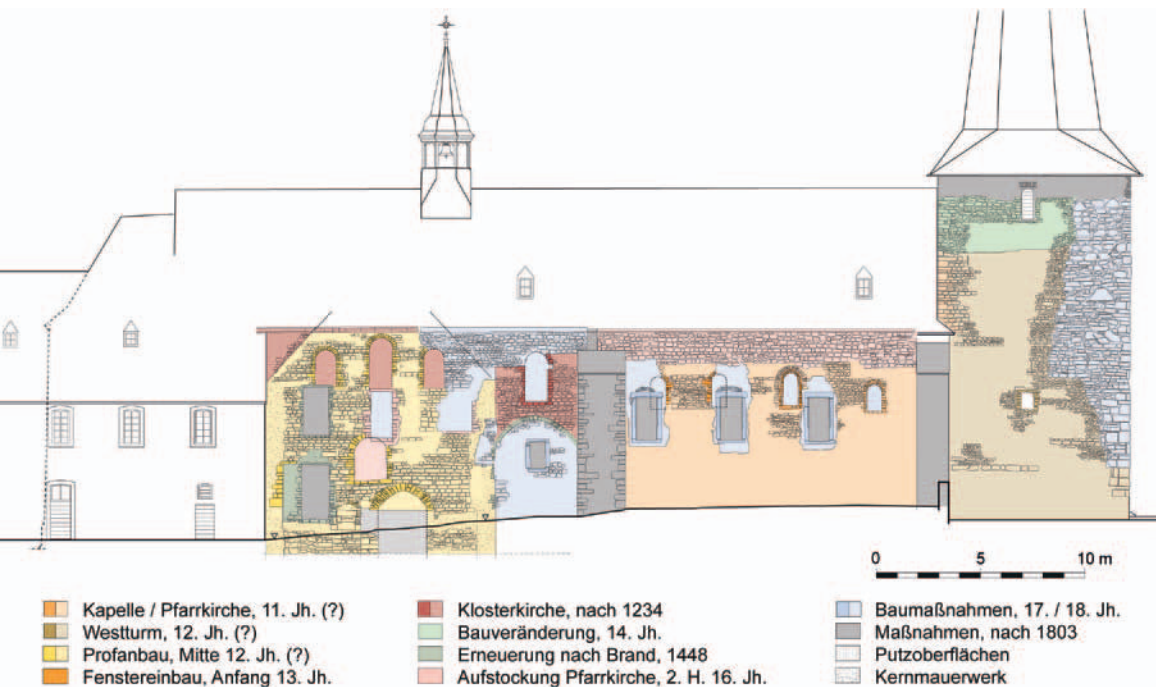 0 5 10 m
Kapelle / Pfarrkirche, 11. Jh. (?)
Westturm, 12. Jh. (?)
Profanbau, Mitte 12. Jh. (?)
Fenstereinbau, Anfang 13. Jh.
Klosterkirche, nach 1234
Bauveränderung, 14. Jh.
Erneuerung nach Brand, 1448
Aufstockung Pfarrkirche, 2. H. 16. Jh.
Baumaßnahmen, 17. / 18. Jh.
Maßnahmen, nach 1803
Putzoberflächen
Kernmauerwerk